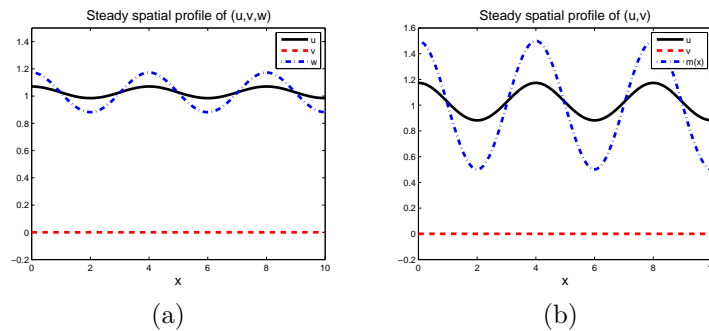 Steady spatial profile of (u,v,w)
1.4
1.2
1
0.8
0.6
0.4
0.2
0
−0.2
0
2
4
6
8
10
x
u
v
w
(a)
Steady spatial profile of (u,v)
1.6
1.4
1.2
1
0.8
0.6
0.4
0.2
0
−0.2
0
2
4
6
8
10
x
u
v
m(x)
(b)